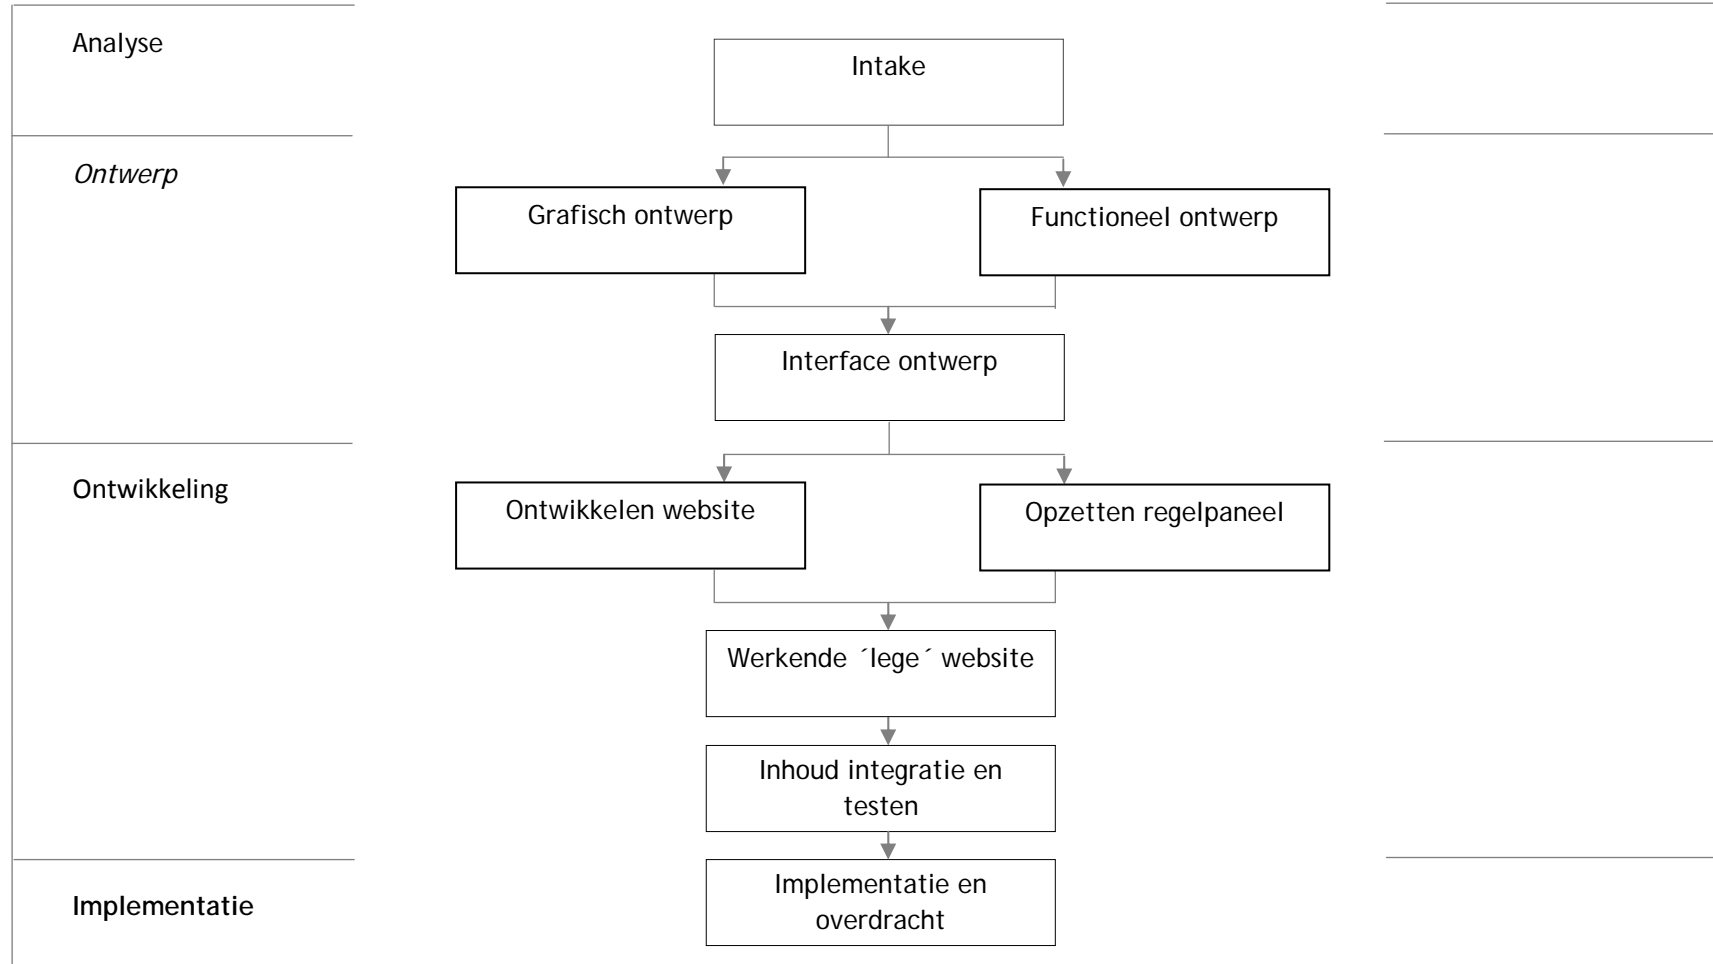 Analyse
Intake
Ontwerp
Grafisch ontwerp
Functioneel ontwerp
Interface ontwerp
Ontwikkeling
Ontwikkelen website
Opzetten regelpaneel
Werkende ´lege´ website
Inhoud integratie en
testen
Implementatie
Implementatie en
overdracht